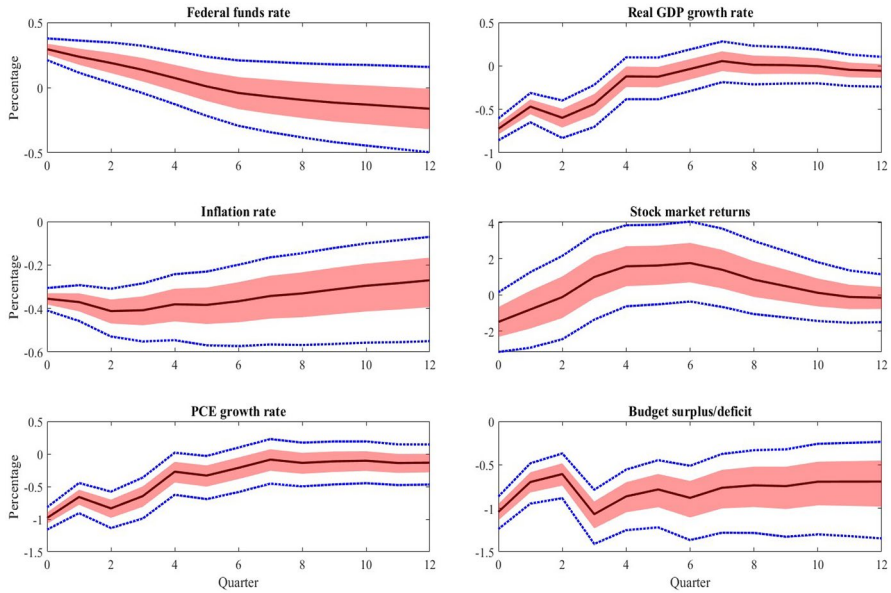 Federal funds rate
Real GDP growth rate
0.5
0
-0.5
Percentage
0 2 4 6 8 10 12
0.5
0
-0.5
-1
0 2 4 6 8 10 12
Inflation rate
Stock market returns
0
-0.2
-0.4
-0.6
Percentage
0 2 4 6 8 10 12
4
2
0
2
0 2 4 6 8 10 12
PCE growth rate
Budget surplus/deficit
0.5
0
-0.5
-1
-1.5
Percentage
0 2 4 6 8 10 12
Quarter
0
-0.5
-1
-1.5
0 2 4 6 8 10 12
Quarter